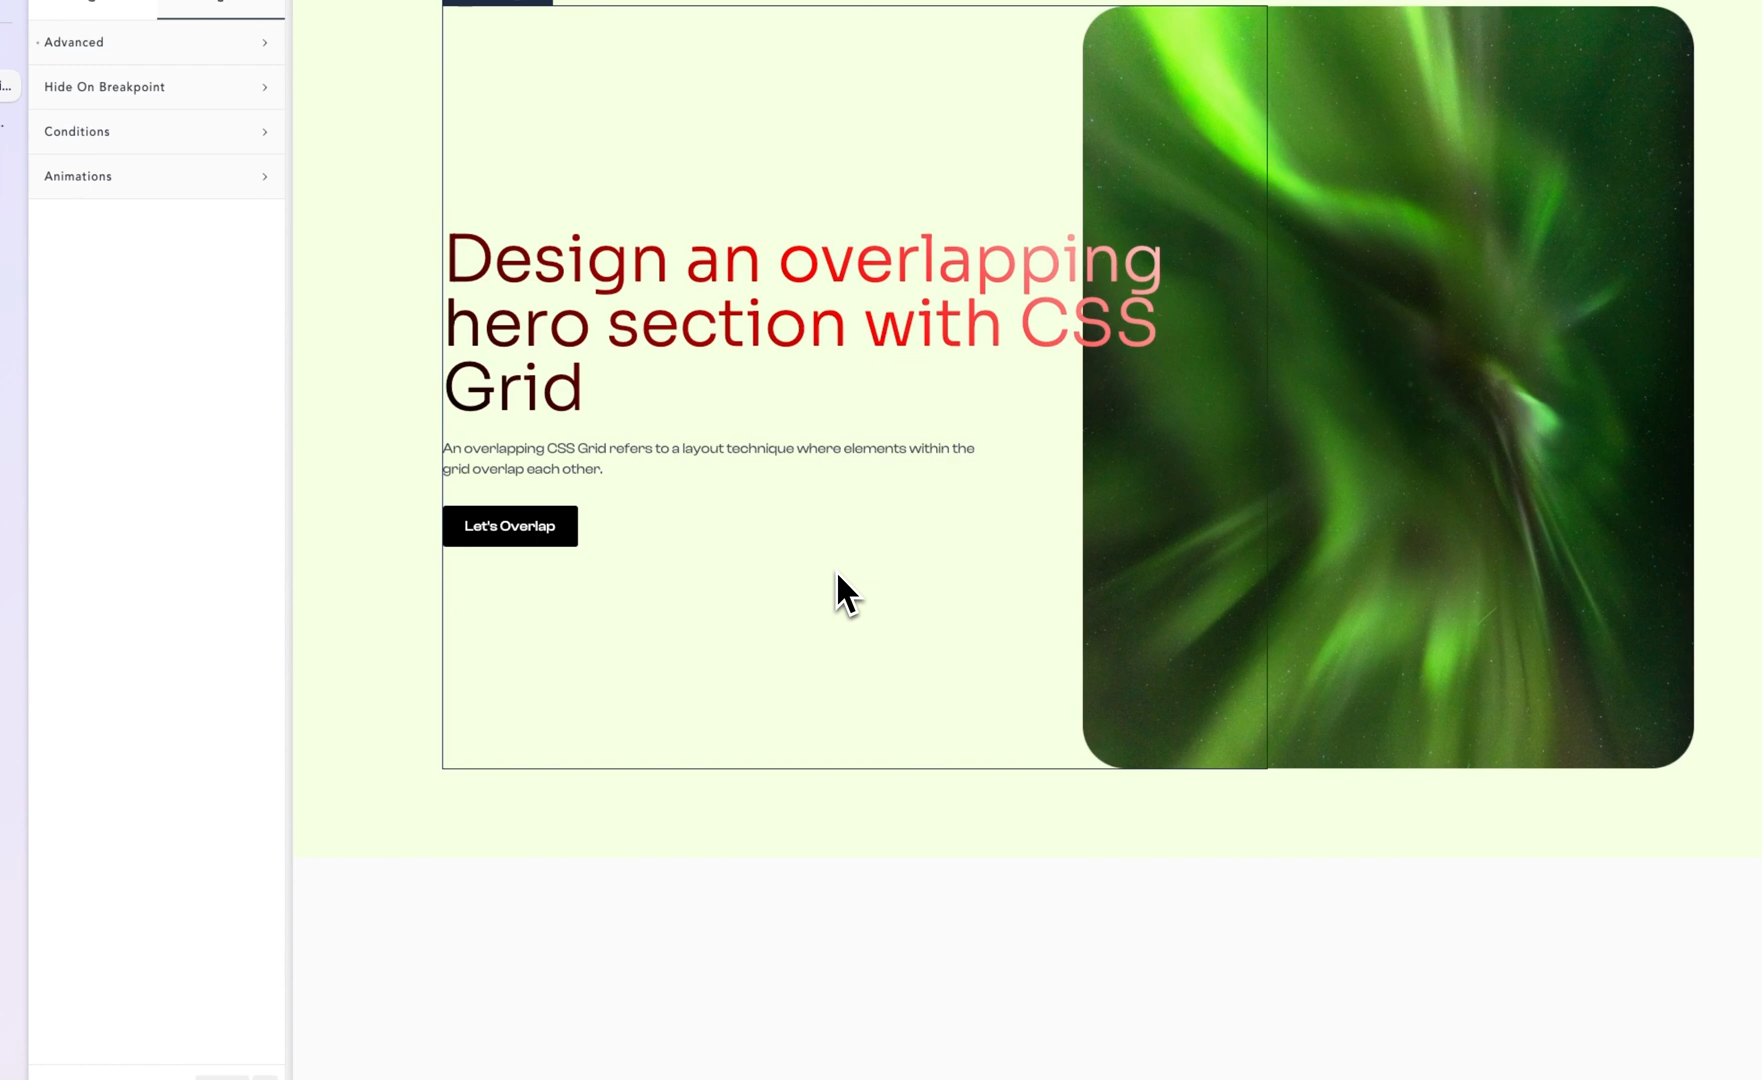 Advanced
Hide On Breakpoint
Conditions
Animations
Design an overlapping
hero section with CSS
Grid
An overlapping CSS Grid refers to a layout technique where elements within the
grid overlap each other.
Let's Overlap